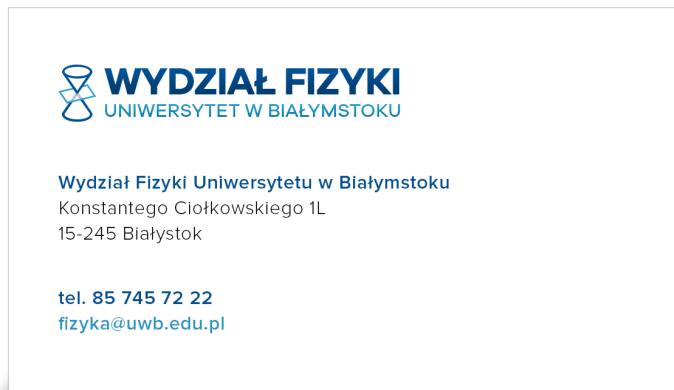 WYDZIAŁ FIZYKI
UNIWERSYTET W BIAŁYMSTOKU
Wydział Fizyki Uniwersytetu w Białymstoku
Konstantego Ciołkowskiego 1L
15-245 Białystok
tel. 85 745 72 22
fizyka@uwb.edu.pl